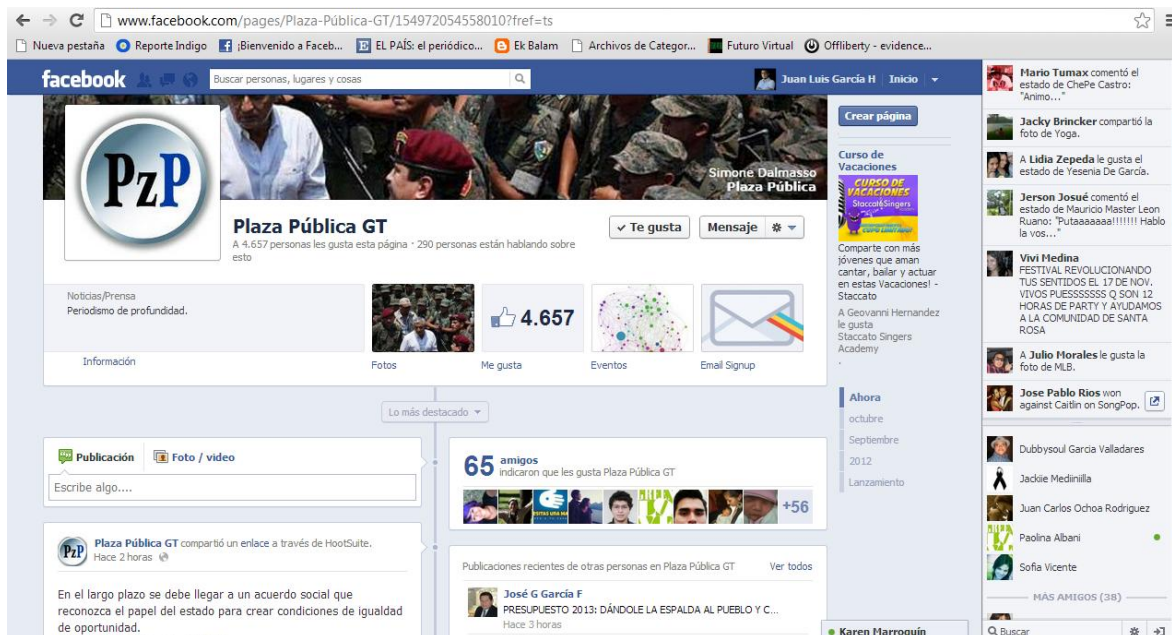 www.facebook.com/pages/Plaza-Pública-GT/154972054558010?fref=ts
Nueva pestaña
Reporte Indigo
¡Bienvenido a Faceb...
EL PAÍS: el periódico...
Ek Balam
Archivos de Categor...
Futuro Virtual
Offliberty - evidence...
facebook
Buscar personas, lugares y cosas
Juan Luis García H
Inicio
Simone Dalmasso
Plaza Pública
PzP
Plaza Pública GT
A 4.657 personas les gusta esta página · 290 personas están hablando sobre
esto
Te gusta
Mensaje
Noticias/Prensa
Periodismo de profundidad.
Información
Fotos
4.657
Me gusta
Eventos
Email Signup
Lo más destacado
Publicación
Foto / video
Escribe algo....
PzP
Plaza Pública GT compartió un enlace a través de HootSuite.
Hace 2 horas
En el largo plazo se debe llegar a un acuerdo social que
reconozca el papel del estado para crear condiciones de igualdad
de oportunidad.
65 amigos
indicaron que les gusta Plaza Pública GT
+56
Publicaciones recientes de otras personas en Plaza Pública GT
Ver todos
José G García F
PRESUPUESTO 2013: DÁNDOLE LA ESPALDA AL PUEBLO Y C...
Hace 3 horas
Crear página
Curso de
Vacaciones
CURSO DE
VACACIONES
Comparte con más
jóvenes que aman
cantar, bailar y actuar
en estas Vacaciones! -
Staccato
A Geovanni Hernandez
le gusta
Staccato Singers
Academy
.
Ahora
octubre
Septiembre
2012
Lanzamiento
Mario Tumax comentó el
estado de ChePe Castro:
"Animo..."
Jacky Brincker compartió la
foto de Yoga.
A Lidia Zepeda le gusta el
estado de Yesenia De García.
Jerson Josué comentó el
estado de Mauricio Master Leon
Ruano: "Putaaaaaaa!!!!!!! Hablo
la vos..."
Vivi Medina
FESTIVAL REVOLUCIONANDO
TUS SENTIDOS EL 17 DE NOV.
VIVOS PUESSSSSSS Q SON 12
HORAS DE PARTY Y AYUDAMOS
A LA COMUNIDAD DE SANTA
ROSA
A Julio Morales le gusta la
foto de MLB.
Jose Pablo Rios won
against Caitlin on SongPop.
Dubbysoul Garcia Valladares
Jackie Mediniilla
Juan Carlos Ochoa Rodriguez
Paolina Albani
Sofia Vicente
MÁS AMIGOS (38)
Karen Marroquín
Buscar